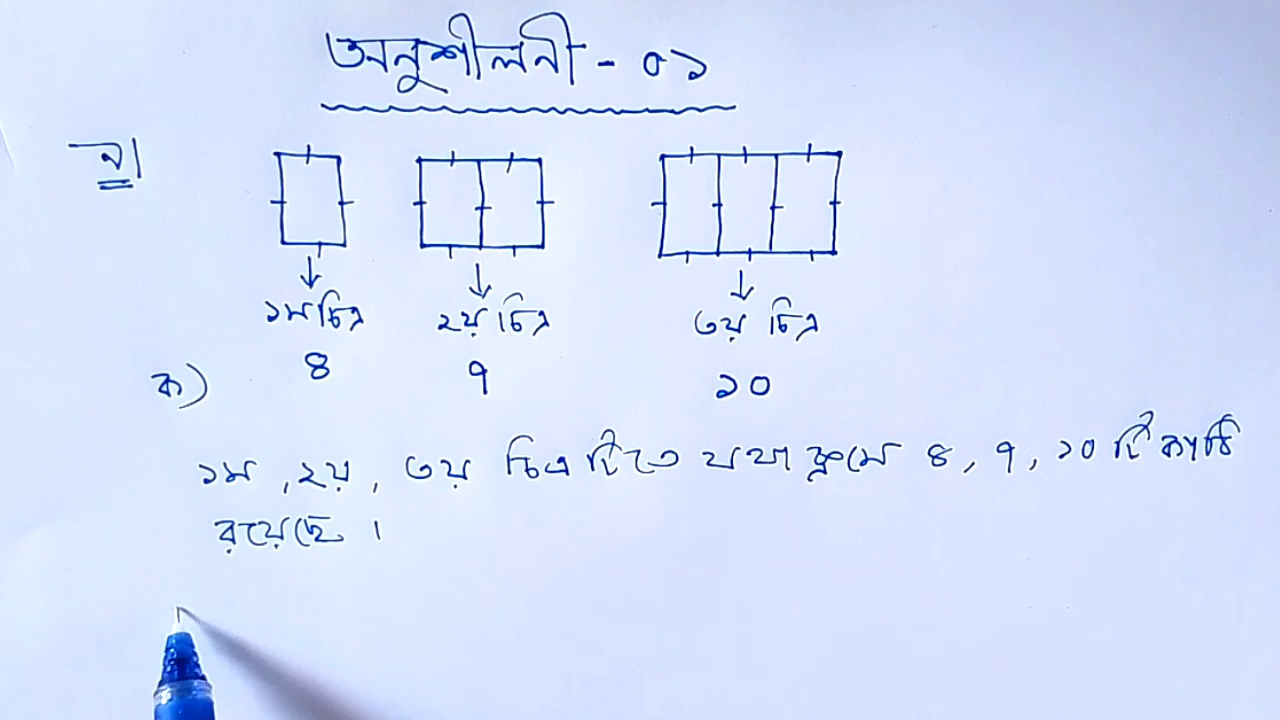 অনুশীলনী - ০১
১ম চিত্র ২য় চিত্র ৩য় চিত্র
৪ ৭ ১০
ক)
১ম, ২য়, ৩য় চিত্রটিতে যথাক্রমে ৪, ৭, ১০ টি কাঠি
রয়েছে।